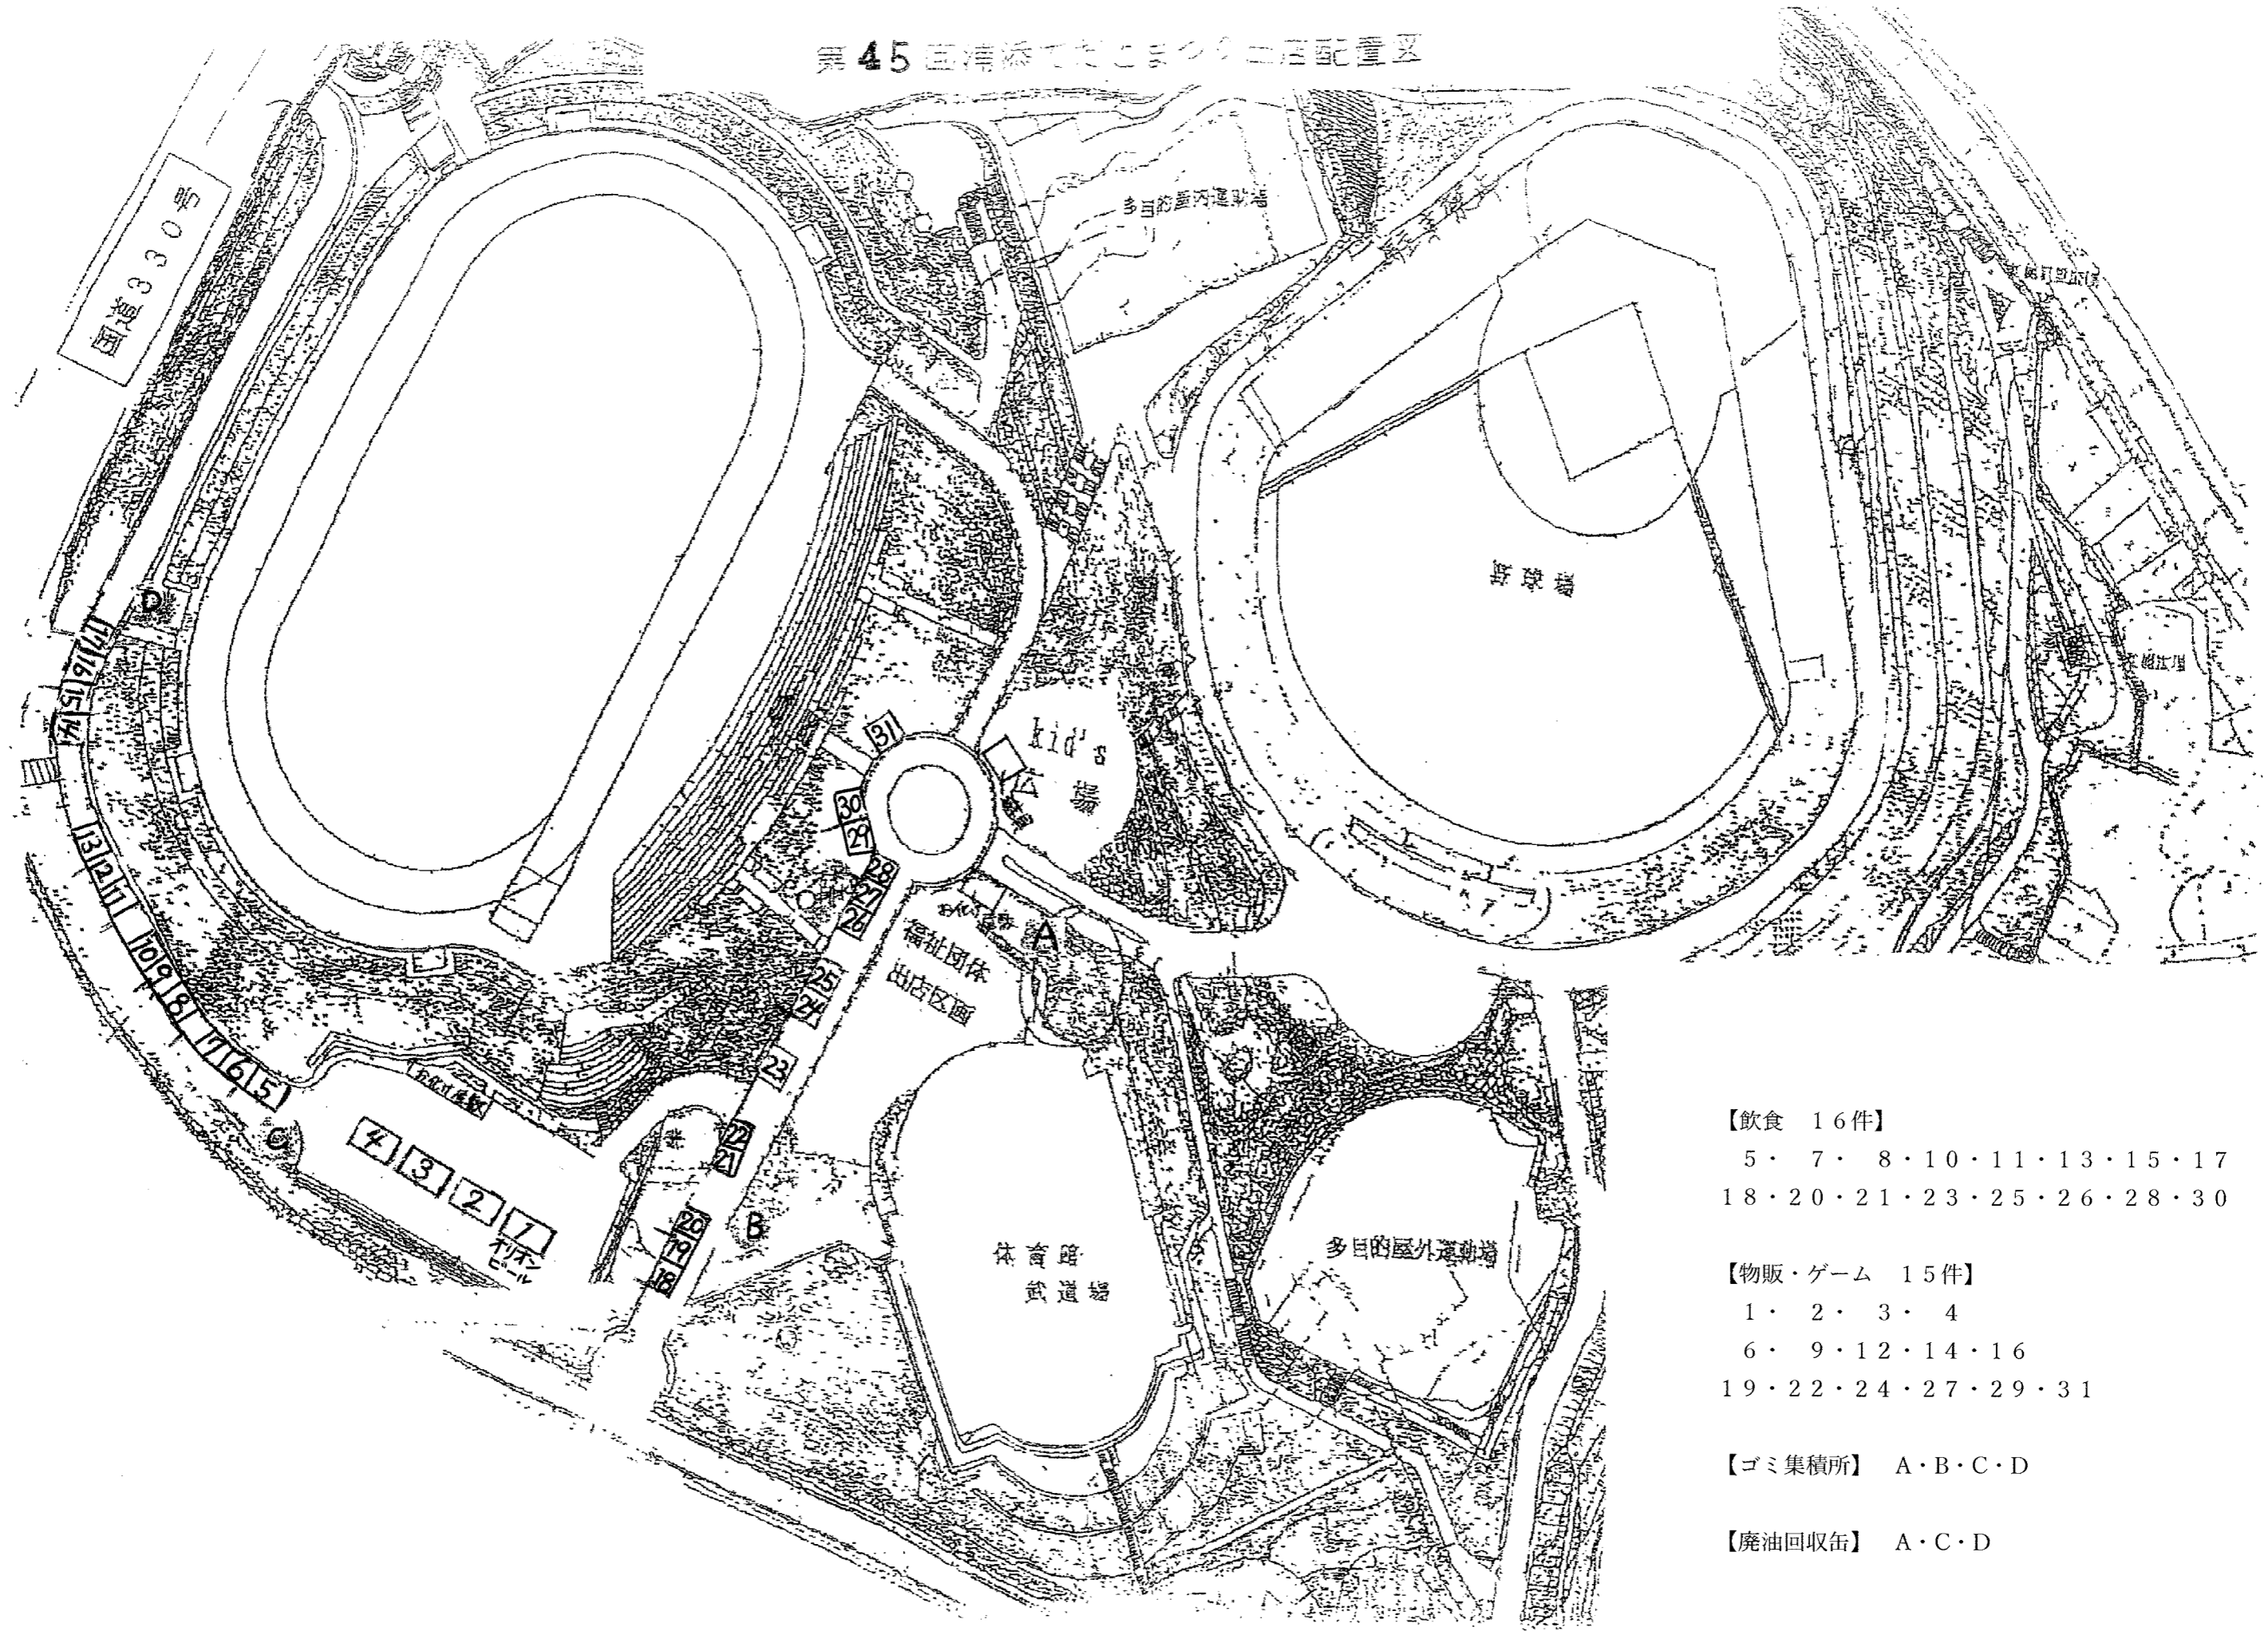 第45回浦添てだこまつり出店配置図
国道330号
多目的屋内運動場
野球場
D
17 16 15 14
13 12 11
10 9 8
7 6 5
C
4 3 2 1
オリオン
ビール
お化け屋敷
31
30
29
28
27
26
25
24
23
22
21
20
19
18
B
kid's
広場
A
福祉団体
出店区画
体育館
武道場
多目的屋外運動場
【飲食 16件】
5・ 7・ 8・10・11・13・15・17
18・20・21・23・25・26・28・30
【物販・ゲーム 15件】
1・ 2・ 3・ 4
6・ 9・12・14・16
19・22・24・27・29・31
【ゴミ集積所】 A・B・C・D
【廃油回収缶】 A・C・D